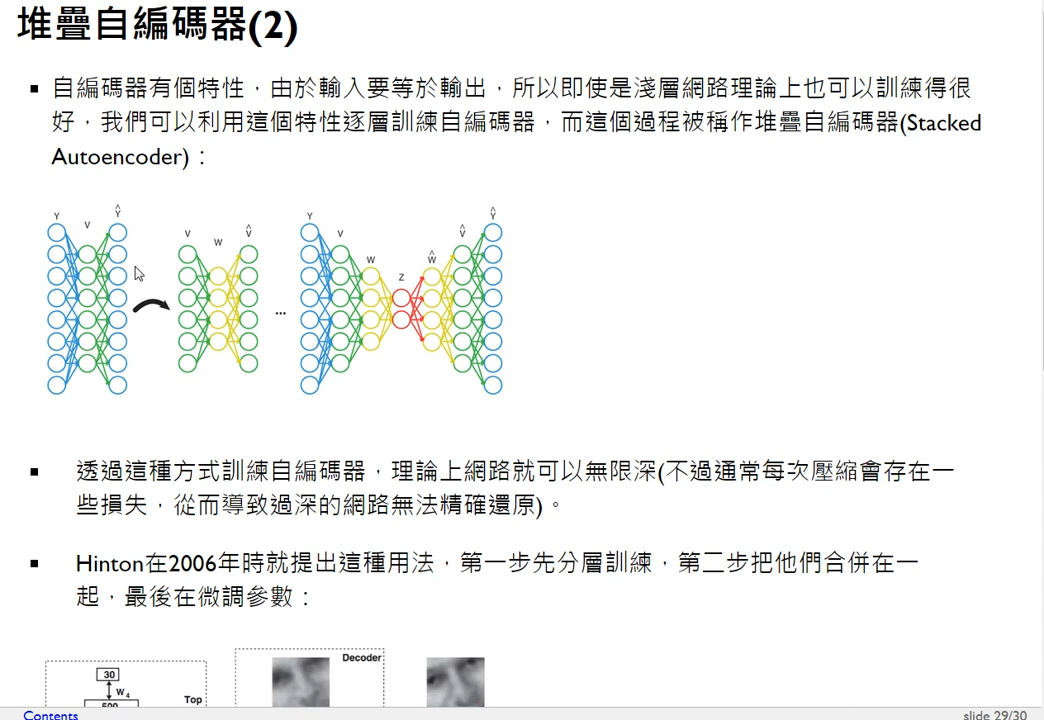 堆疊自編碼器(2)
自編碼器有個特性，由於輸入要等於輸出，所以即使是淺層網路理論上也可以訓練得很
好，我們可以利用這個特性逐層訓練自編碼器，而這個過程被稱作堆疊自編碼器(Stacked
Autoencoder)：
Y V Ŷ
V W V̂
...
Y V W Z Ŵ V̂ Ŷ
透過這種方式訓練自編碼器，理論上網路就可以無限深(不過通常每次壓縮會存在一
些損失，從而導致過深的網路無法精確還原)。
Hinton在2006年時就提出這種用法，第一步先分層訓練，第二步把他們合併在一
起，最後在微調參數：
30
W4
500
Top
Decoder
Contents
slide 29/30